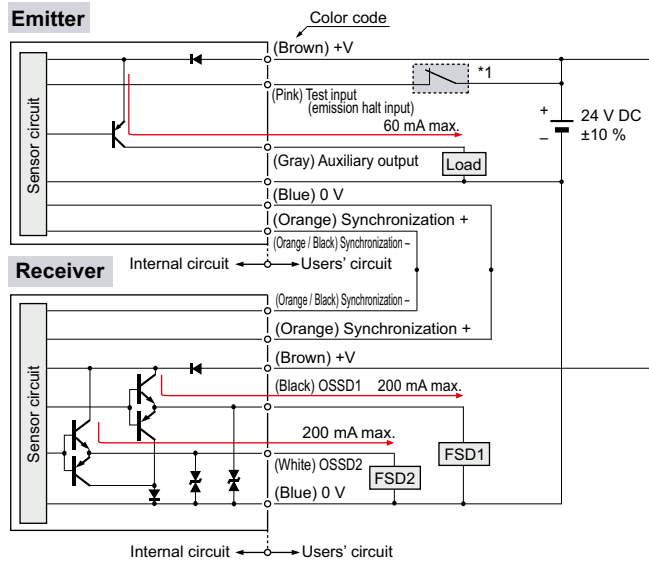 Emitter
Color code
(Brown) +V
*1
(Pink) Test input
(emission halt input)
60 mA max.
+
–
24 V DC
±10 %
Sensor circuit
(Gray) Auxiliary output
Load
(Blue) 0 V
(Orange) Synchronization +
(Orange / Black) Synchronization –
Internal circuit
Users' circuit
Receiver
(Orange / Black) Synchronization –
(Orange) Synchronization +
(Brown) +V
(Black) OSSD1
200 mA max.
Sensor circuit
200 mA max.
FSD1
(White) OSSD2
FSD2
(Blue) 0 V
Internal circuit
Users' circuit